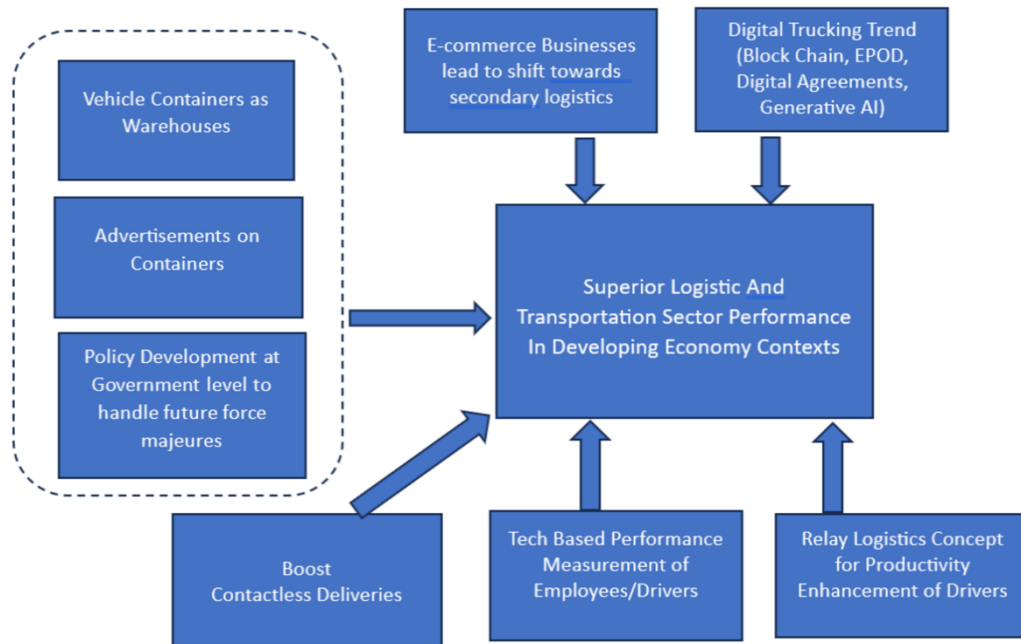 E-commerce Businesses
lead to shift towards
secondary logistics
Digital Trucking Trend
(Block Chain, EPOD,
Digital Agreements,
Generative AI)
Vehicle Containers as
Warehouses
Advertisements on
Containers
Policy Development at
Government level to
handle future force
majeures
Superior Logistic And
Transportation Sector Performance
In Developing Economy Contexts
Boost
Contactless Deliveries
Tech Based Performance
Measurement of
Employees/Drivers
Relay Logistics Concept
for Productivity
Enhancement of Drivers